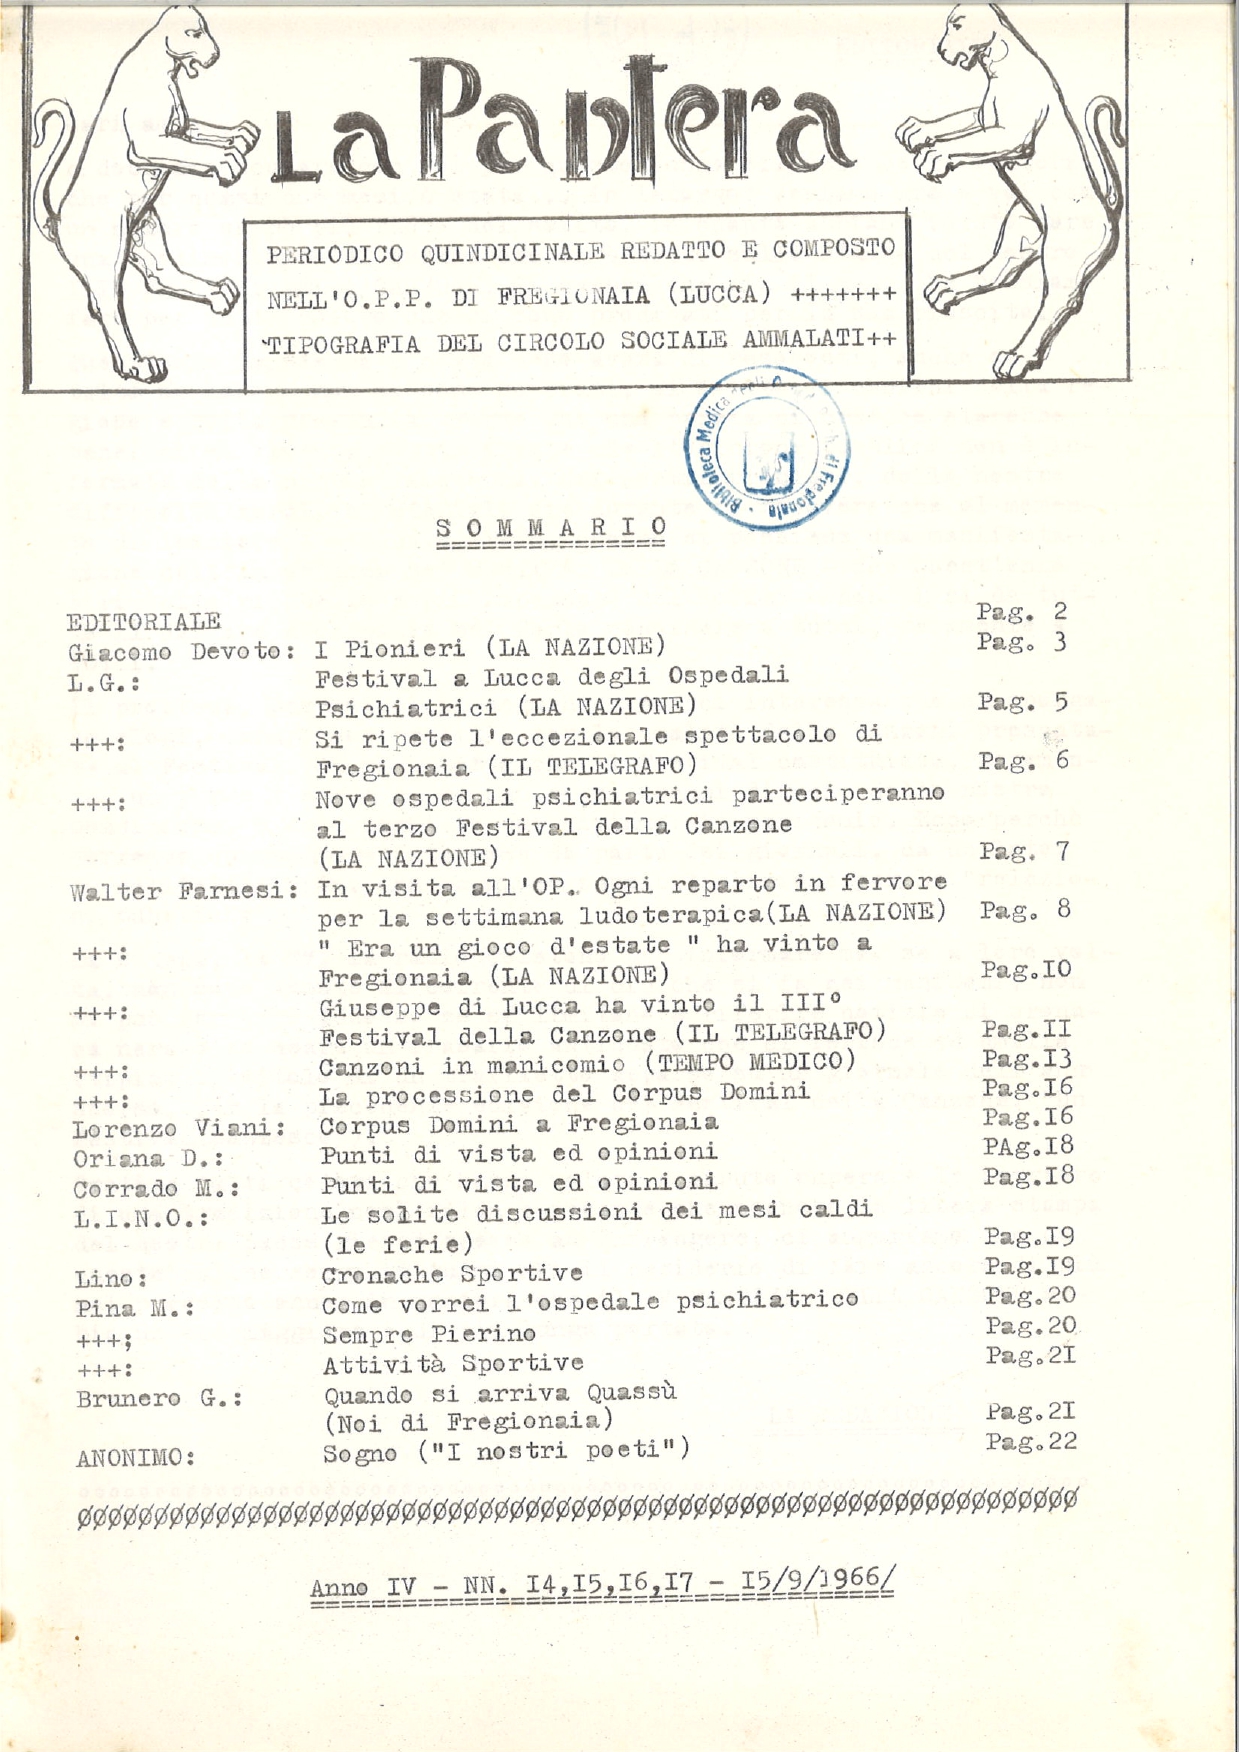 La Pantera
PERIODICO QUINDICINALE REDATTO E COMPOSTO
NELL'O.P.P. DI FREGIONAIA (LUCCA) +++++++
TIPOGRAFIA DEL CIRCOLO SOCIALE AMMALATI++
Biblioteca Medica degli di Fregionaia
S O M M A R I O
EDITORIALE Pag. 2
Giacomo Devoto: I Pionieri (LA NAZIONE) Pag. 3
L.G.: Festival a Lucca degli Ospedali
Psichiatrici (LA NAZIONE) Pag. 5
+++: Si ripete l'eccezionale spettacolo di
Fregionaia (IL TELEGRAFO) Pag. 6
+++: Nove ospedali psichiatrici parteciperanno
al terzo Festival della Canzone
(LA NAZIONE) Pag. 7
Walter Farnesi: In visita all'OP. Ogni reparto in fervore
per la settimana ludoterapica(LA NAZIONE) Pag. 8
+++: " Era un gioco d'estate " ha vinto a
Fregionaia (LA NAZIONE) Pag.IO
+++: Giuseppe di Lucca ha vinto il IIIº
Festival della Canzone (IL TELEGRAFO) Pag.II
+++: Canzoni in manicomio (TEMPO MEDICO) Pag.I3
+++: La processione del Corpus Domini Pag.I6
Lorenzo Viani: Corpus Domini a Fregionaia Pag.I6
Oriana D.: Punti di vista ed opinioni PAg.I8
Corrado M.: Punti di vista ed opinioni Pag.I8
L.I.N.O.: Le solite discussioni dei mesi caldi
(le ferie) Pag.I9
Lino: Cronache Sportive Pag.I9
Pina M.: Come vorrei l'ospedale psichiatrico Pag.20
+++; Sempre Pierino Pag.20
+++: Attività Sportive Pag.2I
Brunero G.: Quando si arriva Quassù
(Noi di Fregionaia) Pag.2I
ANONIMO: Sogno ("I nostri poeti") Pag.22
ØØØØØØØØØØØØØØØØØØØØØØØØØØØØØØØØØØØØØØØØØØØØØØØØØØØØØØØØØØØØØØØØØ
Anno IV - NN. I4,I5,I6,I7 - I5/9/1966/